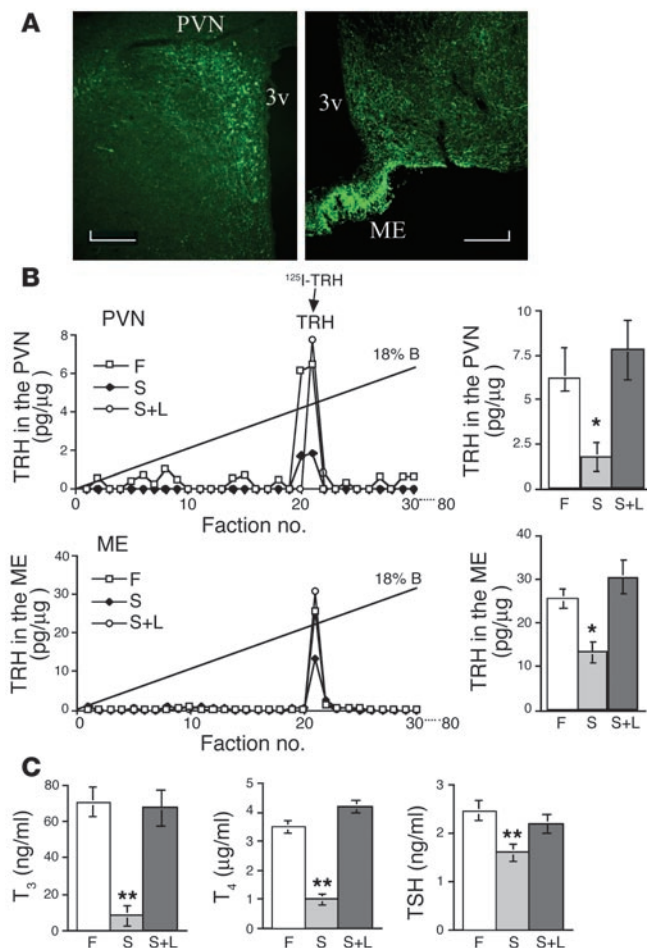 A
PVN
3v
3v
ME
B
125I-TRH
PVN
TRH
18% B
F
S
S+L
TRH in the PVN
(pg/μg)
8
6
4
2
0
0 10 20 30 80
Faction no.
TRH in the PVN
(pg/μg)
10
7.5
5
2.5
0
*
F S S+L
ME
18% B
F
S
S+L
TRH in the ME
(pg/μg)
40
30
20
10
0
0 10 20 30 80
Faction no.
TRH in the ME
(pg/μg)
40
30
20
10
0
*
F S S+L
C
T3 (ng/ml)
80
60
40
20
0
**
F S S+L
T4 (μg/ml)
5
4
3
2
1
0
**
F S S+L
TSH (ng/ml)
3
2
1
0
**
F S S+L